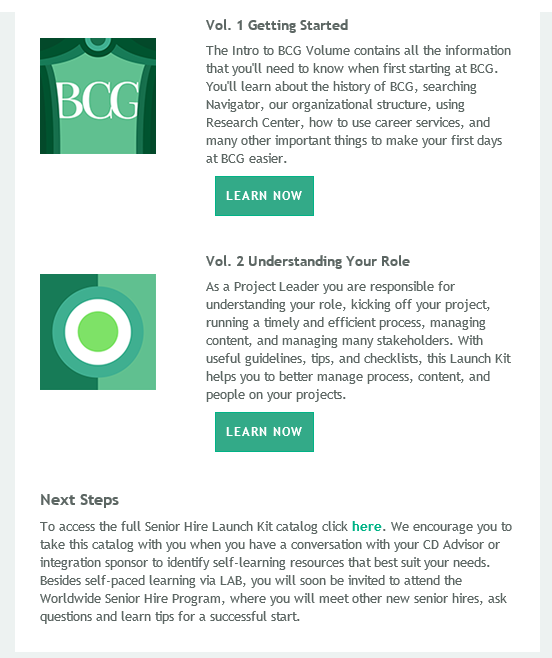 Vol. 1 Getting Started
BCG
The Intro to BCG Volume contains all the information
that you'll need to know when first starting at BCG.
You'll learn about the history of BCG, searching
Navigator, our organizational structure, using
Research Center, how to use career services, and
many other important things to make your first days
at BCG easier.
LEARN NOW
Vol. 2 Understanding Your Role
As a Project Leader you are responsible for
understanding your role, kicking off your project,
running a timely and efficient process, managing
content, and managing many stakeholders. With
useful guidelines, tips, and checklists, this Launch Kit
helps you to better manage process, content, and
people on your projects.
LEARN NOW
Next Steps
To access the full Senior Hire Launch Kit catalog click here. We encourage you to
take this catalog with you when you have a conversation with your CD Advisor or
integration sponsor to identify self-learning resources that best suit your needs.
Besides self-paced learning via LAB, you will soon be invited to attend the
Worldwide Senior Hire Program, where you will meet other new senior hires, ask
questions and learn tips for a successful start.